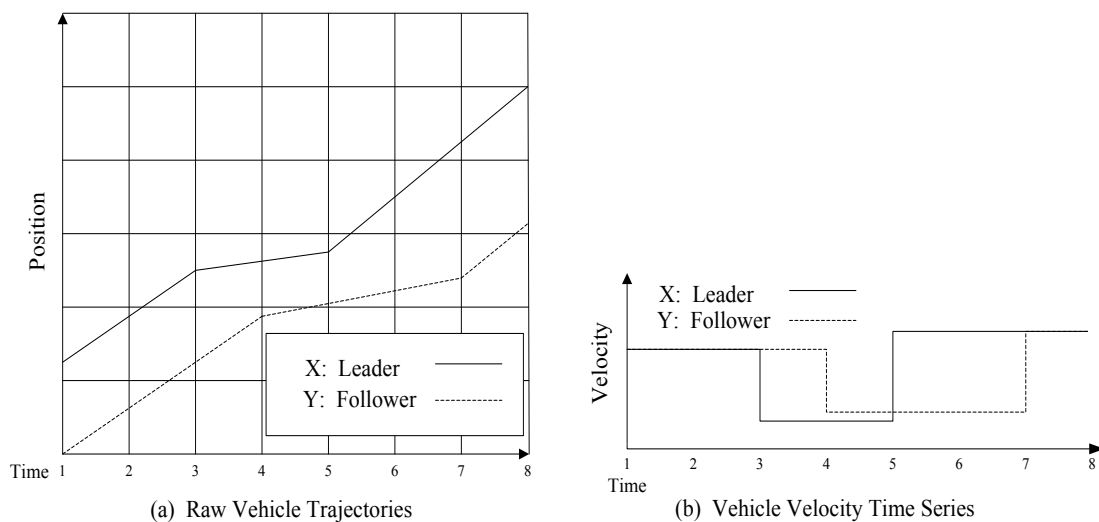 Position
X: Leader
Y: Follower
Time
1 2 3 4 5 6 7 8
(a) Raw Vehicle Trajectories
Velocity
X: Leader
Y: Follower
1 2 3 4 5 6 7 8
Time
(b) Vehicle Velocity Time Series